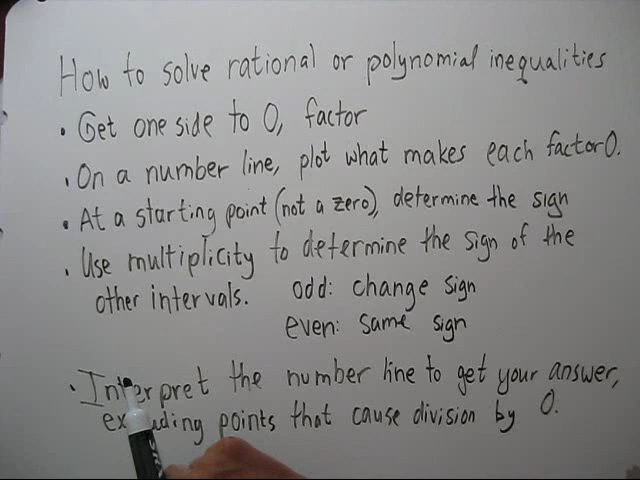 How to solve rational or polynomial inequalities
• Get one side to 0, factor
• On a number line, plot what makes each factor 0.
• At a starting point (not a zero), determine the sign
• Use multiplicity to determine the sign of the
other intervals. odd: change sign
even: same sign
• Interpret the number line to get your answer,
excluding points that cause division by 0.